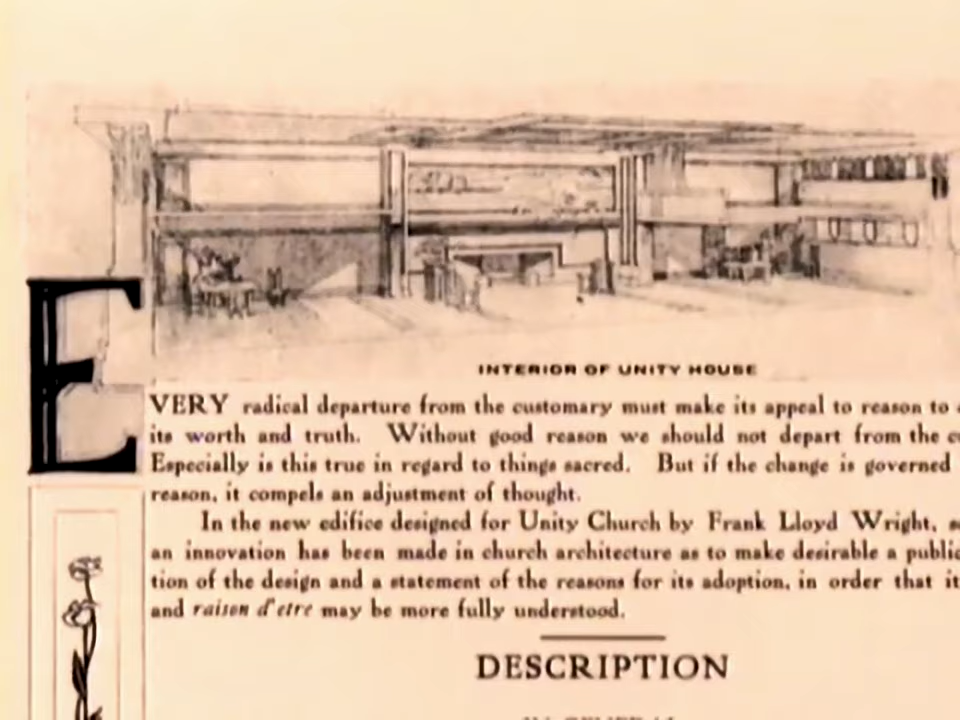 INTERIOR OF UNITY HOUSE
EVERY radical departure from the customary must make its appeal to reason to
its worth and truth. Without good reason we should not depart from the
Especially is this true in regard to things sacred. But if the change is governed
reason, it compels an adjustment of thought.
In the new edifice designed for Unity Church by Frank Lloyd Wright,
an innovation has been made in church architecture as to make desirable a
tion of the design and a statement of the reasons for its adoption, in order that it
and raison d'etre may be more fully understood.
DESCRIPTION